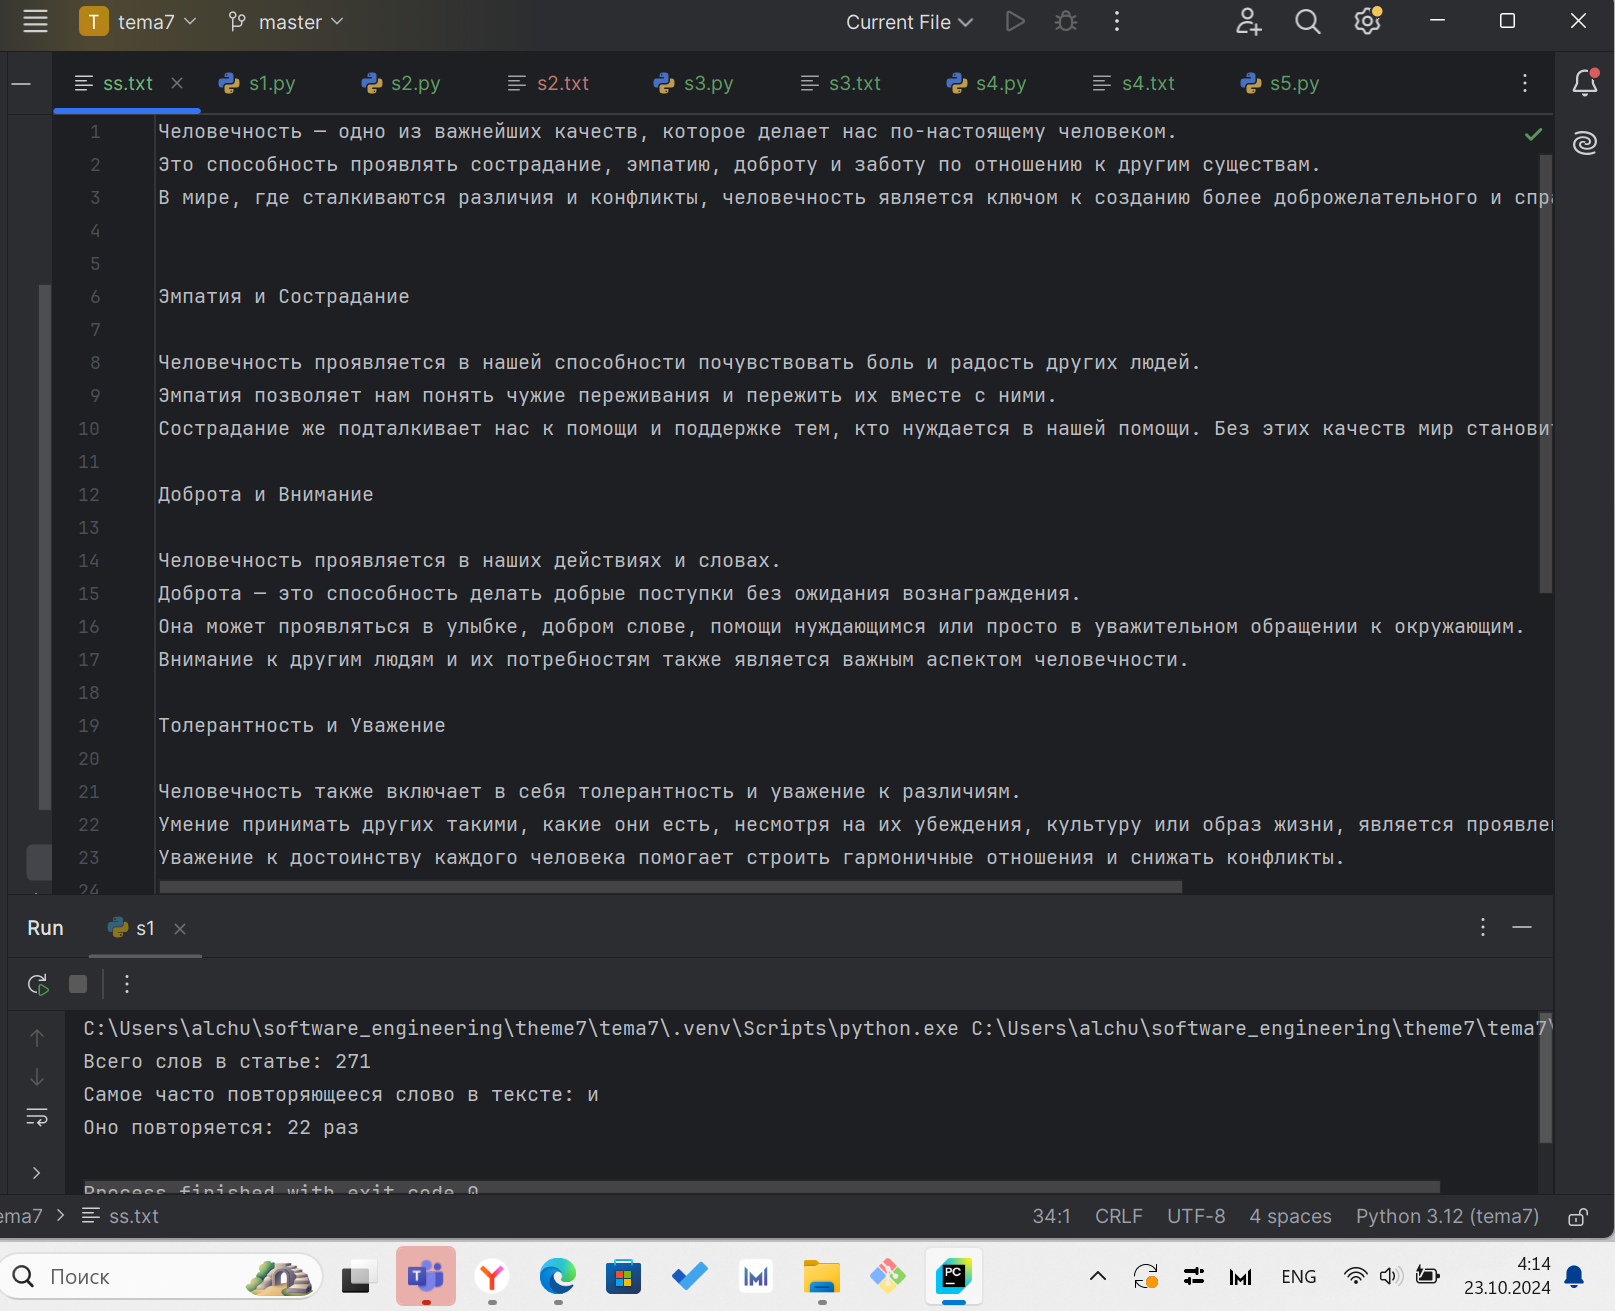 T tema7 master Current File
ss.txt s1.py s2.py s2.txt s3.py s3.txt s4.py s4.txt s5.py
1 Человечность — одно из важнейших качеств, которое делает нас по-настоящему человеком.
2 Это способность проявлять сострадание, эмпатию, доброту и заботу по отношению к другим существам.
3 В мире, где сталкиваются различия и конфликты, человечность является ключом к созданию более доброжелательного и спра
4
5
6 Эмпатия и Сострадание
7
8 Человечность проявляется в нашей способности почувствовать боль и радость других людей.
9 Эмпатия позволяет нам понять чужие переживания и пережить их вместе с ними.
10 Сострадание же подталкивает нас к помощи и поддержке тем, кто нуждается в нашей помощи. Без этих качеств мир станови
11
12 Доброта и Внимание
13
14 Человечность проявляется в наших действиях и словах.
15 Доброта — это способность делать добрые поступки без ожидания вознаграждения.
16 Она может проявляться в улыбке, добром слове, помощи нуждающимся или просто в уважительном обращении к окружающим.
17 Внимание к другим людям и их потребностям также является важным аспектом человечности.
18
19 Толерантность и Уважение
20
21 Человечность также включает в себя толерантность и уважение к различиям.
22 Умение принимать других такими, какие они есть, несмотря на их убеждения, культуру или образ жизни, является проявле
23 Уважение к достоинству каждого человека помогает строить гармоничные отношения и снижать конфликты.
24
Run s1
C:\Users\alchu\software_engineering\theme7\tema7\.venv\Scripts\python.exe C:\Users\alchu\software_engineering\theme7\tema7\
Всего слов в статье: 271
Самое часто повторяющееся слово в тексте: и
Оно повторяется: 22 раз
Process finished with exit code 0
ema7 ss.txt 34:1 CRLF UTF-8 4 spaces Python 3.12 (tema7)
Поиск ENG 4:14
23.10.2024